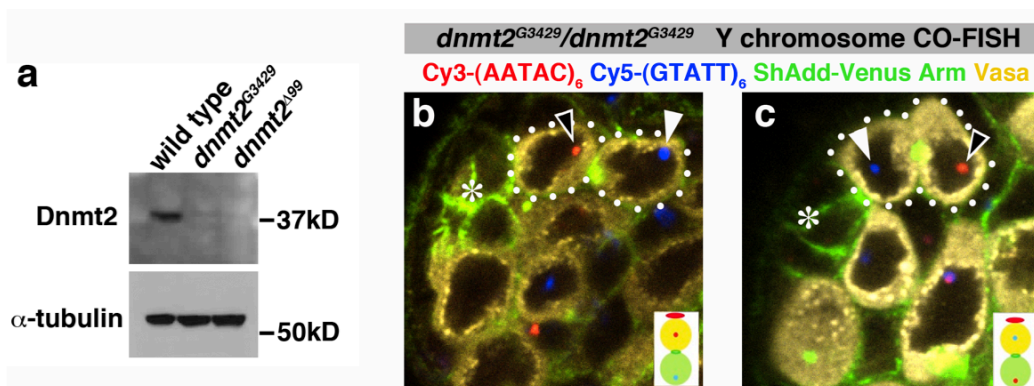 a
wild type
dnmt2G3429
dnmt2Δ99
Dnmt2
37kD
α-tubulin
50kD
dnmt2G3429/dnmt2G3429 Y chromosome CO-FISH
Cy3-(AATAC)6 Cy5-(GTATT)6 ShAdd-Venus Arm Vasa
b
*
c
*